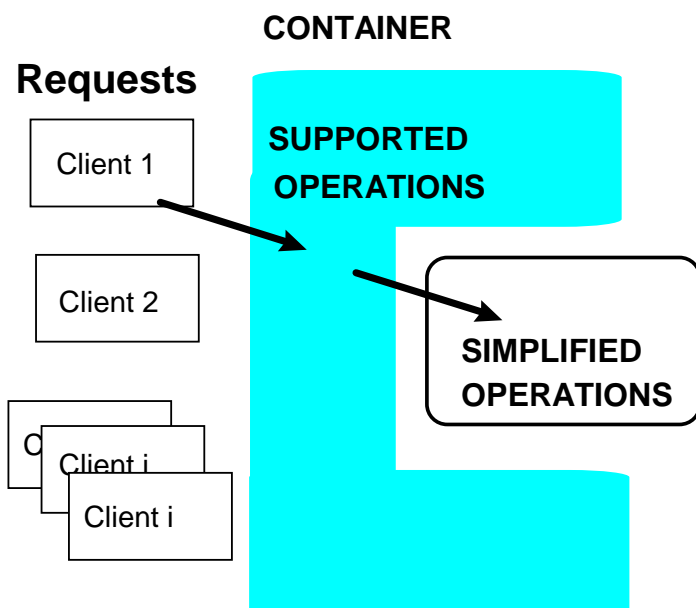 CONTAINER
Requests
Client 1
SUPPORTED
OPERATIONS
Client 2
SIMPLIFIED
OPERATIONS
C
Client i
Client i